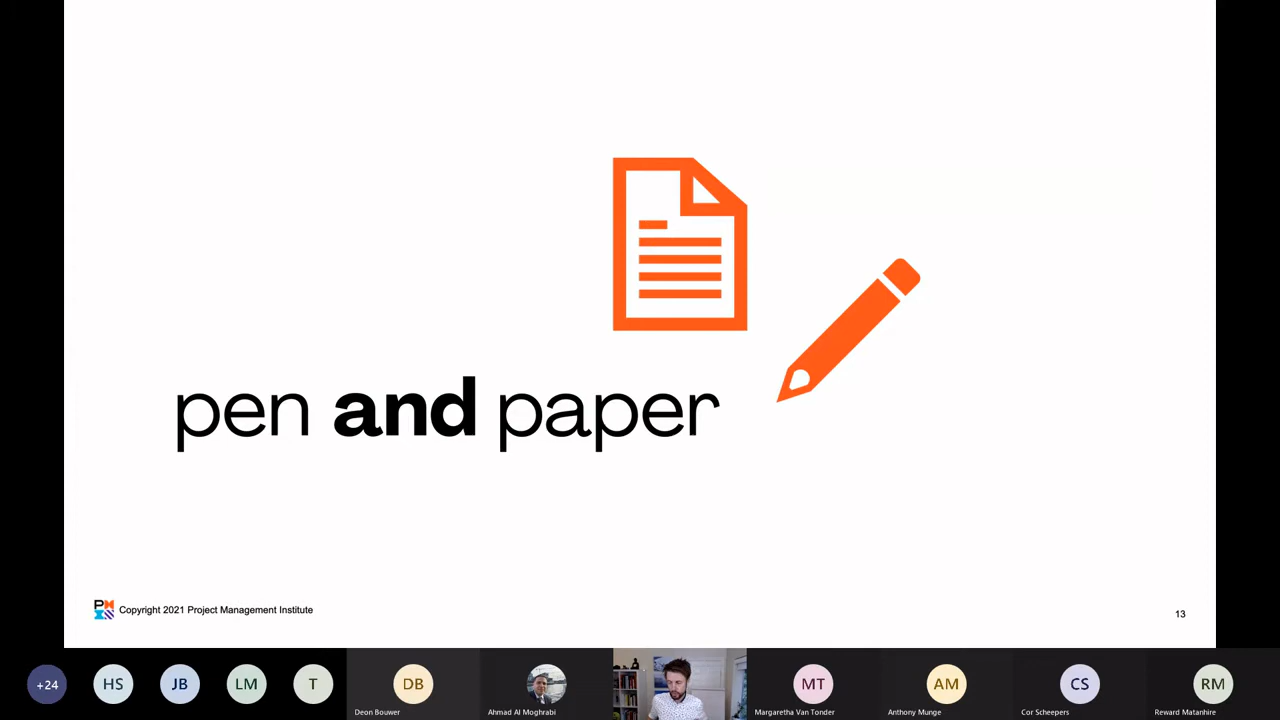 pen and paper
PM
Copyright 2021 Project Management Institute
13
+24
HS
JB
LM
T
DB
MT
AM
CS
RM
Deon Bouwer
Ahmad Al Moghrabi
Margaretha Van Tonder
Anthony Munge
Cor Scheepers
Reward Matanhire